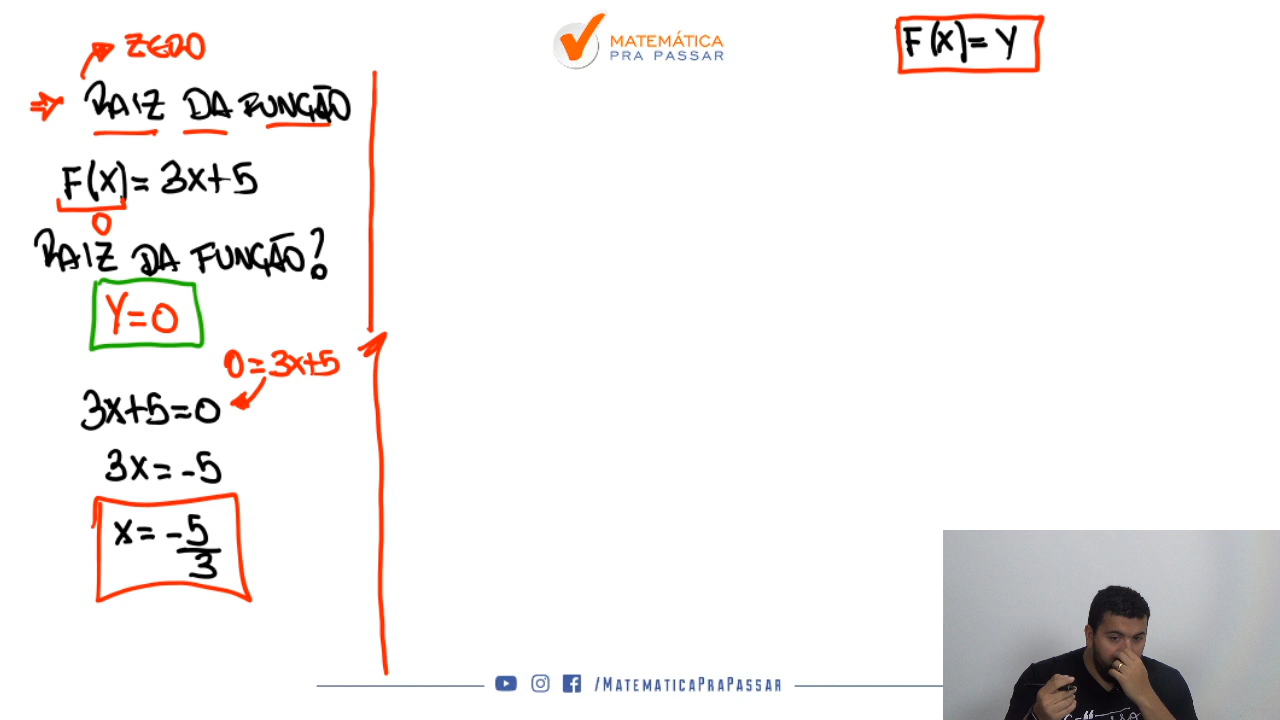 ZERO
⇒ RAIZ DA FUNÇÃO
F(X)= 3X+5
0
RAIZ DA FUNÇÃO?
Y=0
0=3X+5
3X+5=0
3X=-5
X= -5/3
MATEMÁTICA
PRA PASSAR
F(X)= Y
/MATEMATICAPRAPASSAR